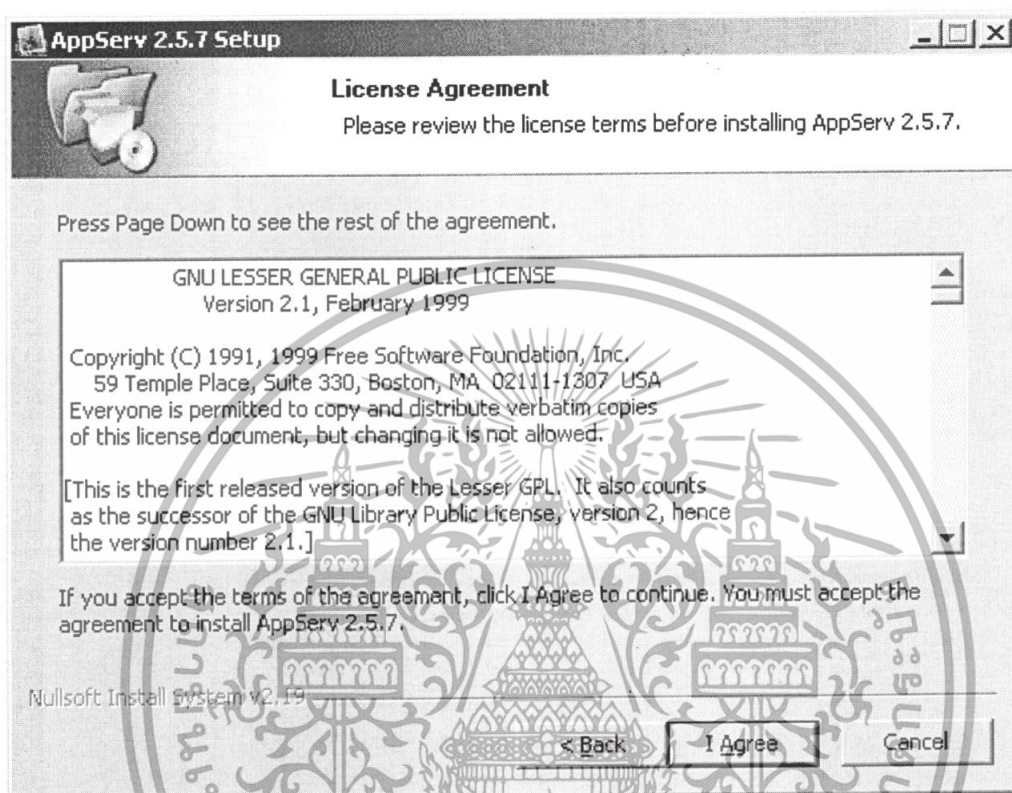 AppServ 2.5.7 Setup
License Agreement
Please review the license terms before installing AppServ 2.5.7.
Press Page Down to see the rest of the agreement.
GNU LESSER GENERAL PUBLIC LICENSE
Version 2.1, February 1999
Copyright (C) 1991, 1999 Free Software Foundation, Inc.
59 Temple Place, Suite 330, Boston, MA 02111-1307 USA
Everyone is permitted to copy and distribute verbatim copies
of this license document, but changing it is not allowed.
[This is the first released version of the Lesser GPL. It also counts
as the successor of the GNU Library Public License, version 2, hence
the version number 2.1.]
If you accept the terms of the agreement, click I Agree to continue. You must accept the
agreement to install AppServ 2.5.7.
Nullsoft Install System v2.19
< Back
I Agree
Cancel